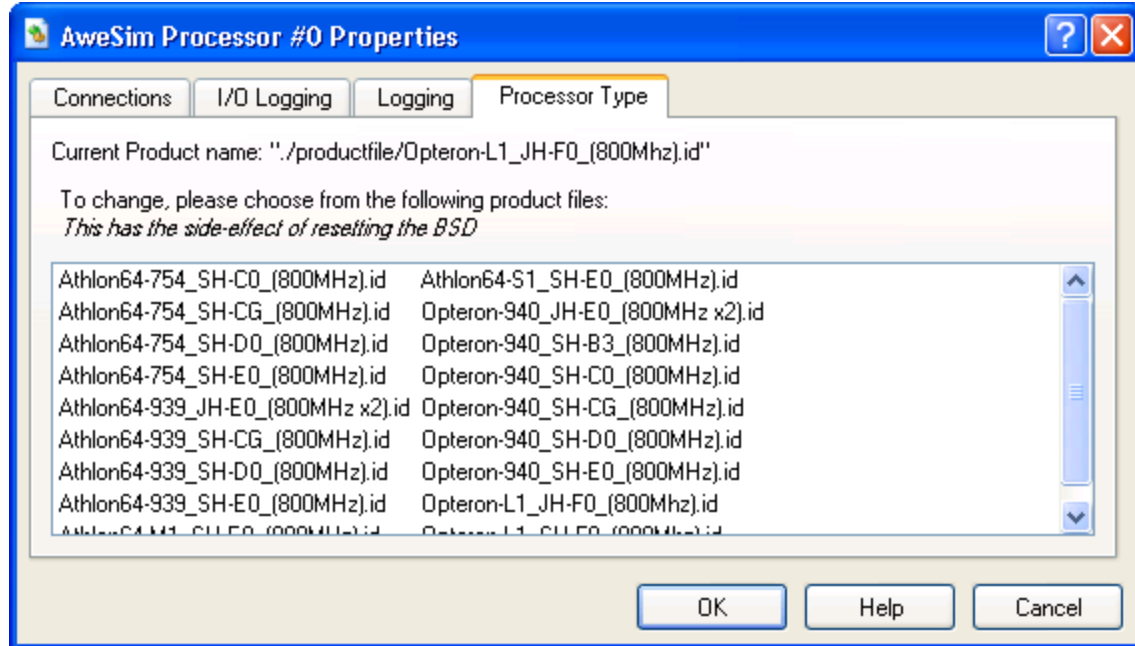 AweSim Processor #0 Properties
Connections I/O Logging Logging Processor Type
Current Product name: "./productfile/Opteron-L1_JH-F0_(800Mhz).id"
To change, please choose from the following product files:
This has the side-effect of resetting the BSD
Athlon64-754_SH-C0_(800MHz).id Athlon64-S1_SH-E0_(800MHz).id
Athlon64-754_SH-CG_(800MHz).id Opteron-940_JH-E0_(800MHz x2).id
Athlon64-754_SH-D0_(800MHz).id Opteron-940_SH-B3_(800MHz).id
Athlon64-754_SH-E0_(800MHz).id Opteron-940_SH-C0_(800MHz).id
Athlon64-939_JH-E0_(800MHz x2).id Opteron-940_SH-CG_(800MHz).id
Athlon64-939_SH-CG_(800MHz).id Opteron-940_SH-D0_(800MHz).id
Athlon64-939_SH-D0_(800MHz).id Opteron-940_SH-E0_(800MHz).id
Athlon64-939_SH-E0_(800MHz).id Opteron-L1_JH-F0_(800Mhz).id
OK Help Cancel